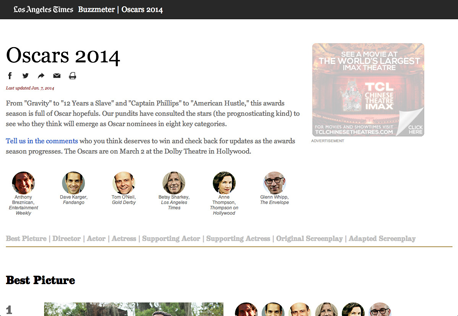 Los Angeles Times Buzzmeter | Oscars 2014
Oscars 2014
Last updated Jan. 7, 2014
From "Gravity" to "12 Years a Slave" and "Captain Phillips" to "American Hustle," this awards
season is full of Oscar hopefuls. Our pundits have consulted the stars (the prognosticating kind) to
see who they think will emerge as Oscar nominees in eight key categories.
Tell us in the comments who you think deserves to win and check back for updates as the awards
season progresses. The Oscars are on March 2 at the Dolby Theatre in Hollywood.
SEE A MOVIE AT
THE WORLD'S LARGEST
IMAX THEATRE
TCL
CHINESE
THEATRE
IMAX
FOR MOVIES AND SHOWTIMES VISIT
TCLCHINESETHEATRES.COM
CLICK
HERE
ADVERTISEMENT
Anthony
Breznican,
Entertainment
Weekly
Dave Karger,
Fandango
Tom O'Neil,
Gold Derby
Betsy Sharkey,
Los Angeles
Times
Anne
Thompson,
Thompson on
Hollywood
Glenn Whipp,
The Envelope
Best Picture | Director | Actor | Actress | Supporting Actor | Supporting Actress | Original Screenplay | Adapted Screenplay
Best Picture
1